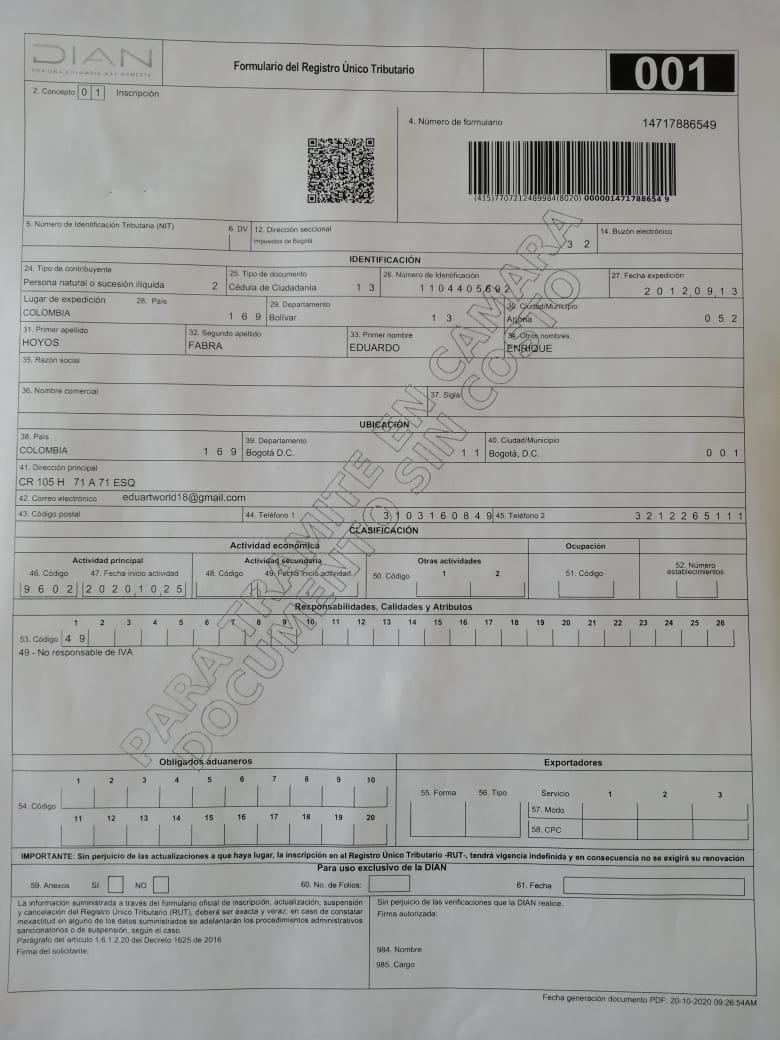 DIAN
POR UNA COLOMBIA MÁS HONESTA
Formulario del Registro Único Tributario
001
2. Concepto 0 1 Inscripción
4. Número de formulario
14717886549
(415)7707212489984(8020) 000001471788654 9
5. Número de Identificación Tributaria (NIT)
6. DV
12. Dirección seccional
Impuestos de Bogotá
3 2
14. Buzón electrónico
IDENTIFICACIÓN
24. Tipo de contribuyente
Persona natural o sucesión ilíquida 2
25. Tipo de documento
Cédula de Ciudadanía 1 3
26. Número de Identificación
1 1 0 4 4 0 5 6 9 2
27. Fecha expedición
2 0 1 2 0 9 1 3
Lugar de expedición 28. País
COLOMBIA 1 6 9
29. Departamento
Bolívar 1 3
30. Ciudad/Municipio
Arjona 0 5 2
31. Primer apellido
HOYOS
32. Segundo apellido
FABRA
33. Primer nombre
EDUARDO
34. Otros nombres
ENRIQUE
35. Razón social
36. Nombre comercial
37. Sigla
UBICACIÓN
38. País
COLOMBIA 1 6 9
39. Departamento
Bogotá D.C. 1 1
40. Ciudad/Municipio
Bogotá, D.C. 0 0 1
41. Dirección principal
CR 105 H 71 A 71 ESQ
42. Correo electrónico eduartworld18@gmail.com
43. Código postal
44. Teléfono 1 3 1 0 3 1 6 0 8 4 9
45. Teléfono 2 3 2 1 2 2 6 5 1 1 1
CLASIFICACIÓN
Actividad económica
Ocupación
Actividad principal
Actividad secundaria
Otras actividades
52. Número establecimientos
46. Código 47. Fecha inicio actividad
48. Código 49. Fecha inicio actividad
50. Código 1 2
51. Código
9 6 0 2 2 0 2 0 1 0 2 5
Responsabilidades, Calidades y Atributos
1 2 3 4 5 6 7 8 9 10 11 12 13 14 15 16 17 18 19 20 21 22 23 24 25 26
53. Código 4 9
49 - No responsable de IVA
PARA TRAMITE EN CAMARA
DOCUMENTO SIN COSTO
Obligados aduaneros
Exportadores
1 2 3 4 5 6 7 8 9 10
54. Código
11 12 13 14 15 16 17 18 19 20
55. Forma 56. Tipo Servicio 1 2 3
57. Modo
58. CPC
IMPORTANTE: Sin perjuicio de las actualizaciones a que haya lugar, la inscripción en el Registro Único Tributario -RUT-, tendrá vigencia indefinida y en consecuencia no se exigirá su renovación
Para uso exclusivo de la DIAN
59. Anexos SI NO
60. No. de Folios:
61. Fecha
La información suministrada a través del formulario oficial de inscripción, actualización, suspensión
y cancelación del Registro Único Tributario (RUT), deberá ser exacta y veraz; en caso de constatar
inexactitud en alguno de los datos suministrados se adelantarán los procedimientos administrativos
sancionatorios o de suspensión, según el caso.
Parágrafo del artículo 1.6.1.2.20 del Decreto 1625 de 2016
Firma del solicitante:
Sin perjuicio de las verificaciones que la DIAN realice.
Firma autorizada:
984. Nombre
985. Cargo
Fecha generación documento PDF: 20-10-2020 09:26:54AM